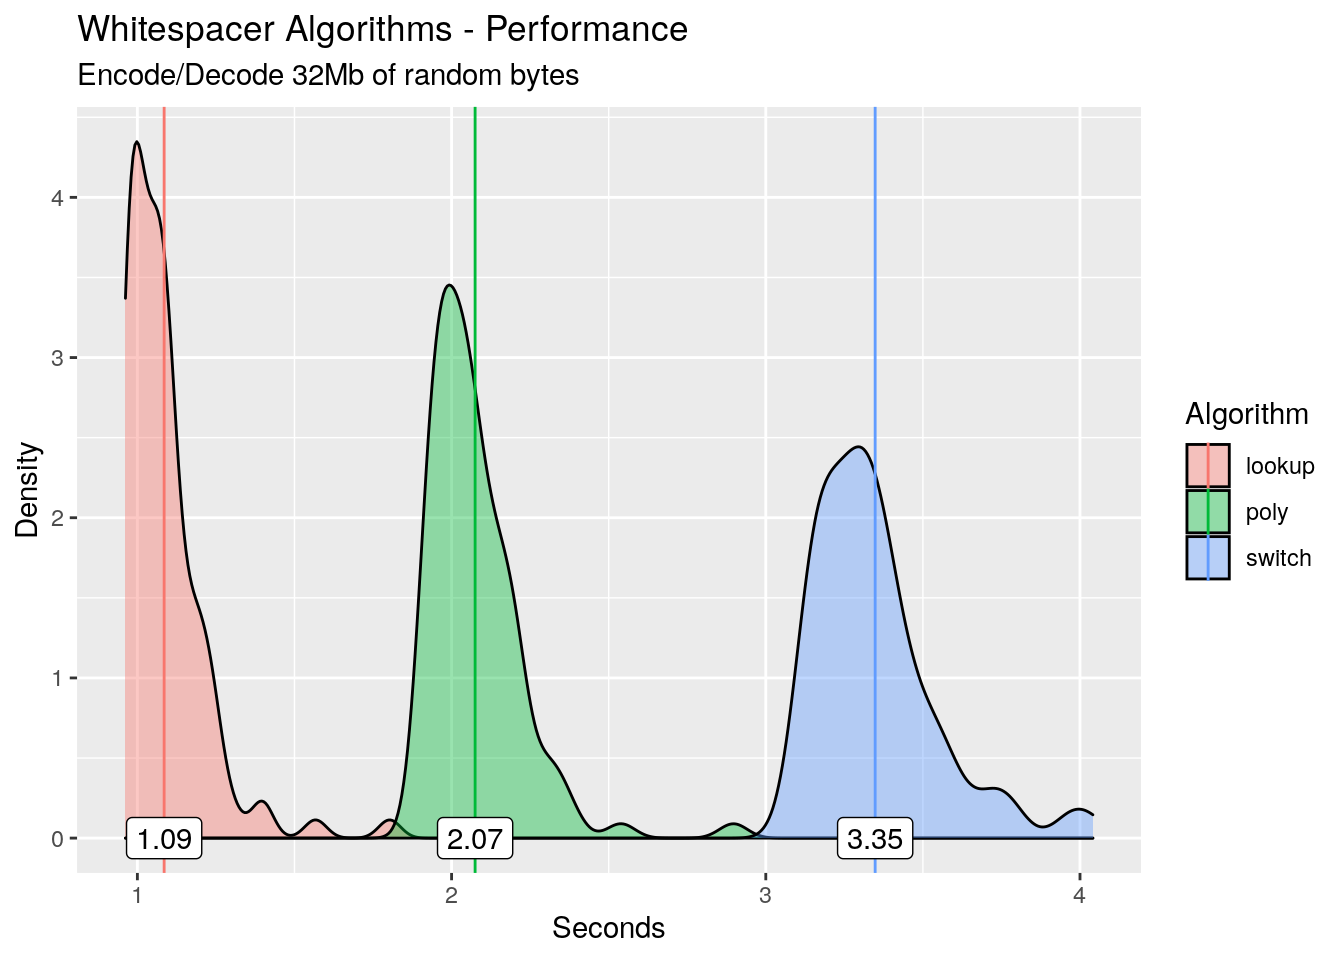 Whitespacer Algorithms - Performance
Encode/Decode 32Mb of random bytes
Density
4
3
2
1
0
1.09
2.07
3.35
1
2
3
4
Seconds
Algorithm
lookup
poly
switch